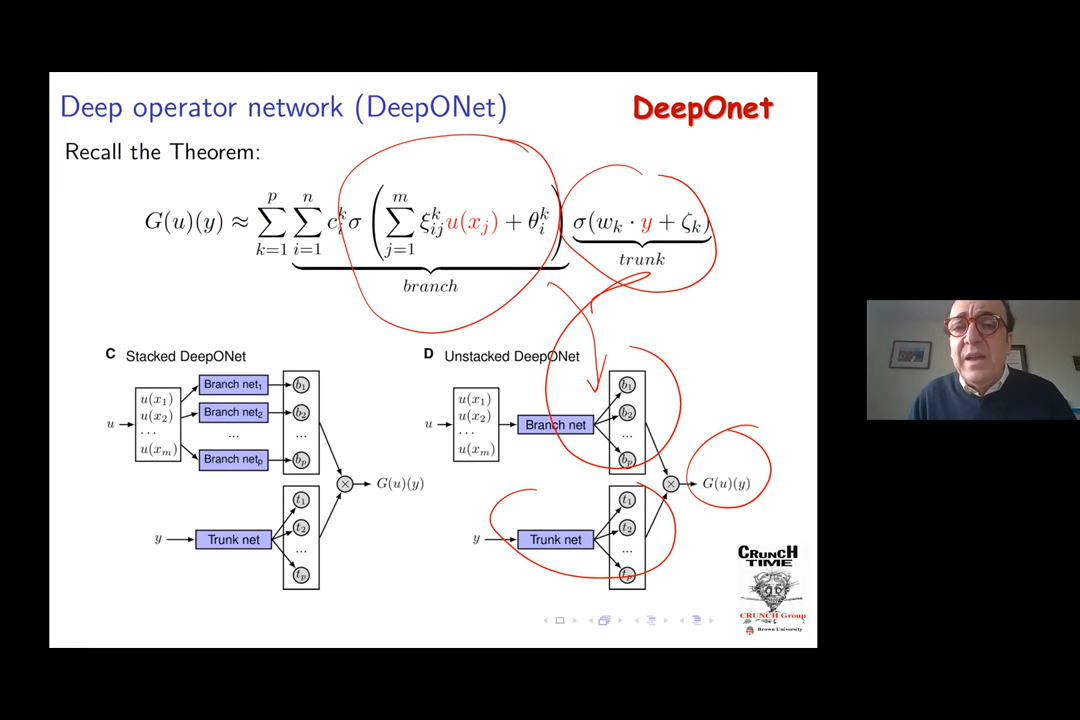 Deep operator network (DeepONet)
DeepOnet
Recall the Theorem:
G(u)(y) ≈ \sum_{k=1}^{p} \sum_{i=1}^{n} c_i^k σ ( \sum_{j=1}^{m} ξ_{ij}^k u(x_j) + θ_i^k ) σ(w_k · y + ζ_k)
branch
trunk
C Stacked DeepONet
u
u(x₁)
u(x₂)
...
u(xₘ)
Branch net₁
Branch net₂
...
Branch netₚ
b₁
b₂
...
bₚ
y
Trunk net
t₁
t₂
...
tₚ
×
G(u)(y)
D Unstacked DeepONet
u
u(x₁)
u(x₂)
...
u(xₘ)
Branch net
b₁
b₂
...
bₚ
y
Trunk net
t₁
t₂
...
tₚ
×
G(u)(y)
CRUNCH
TIME
CRUNCH Group
Brown University